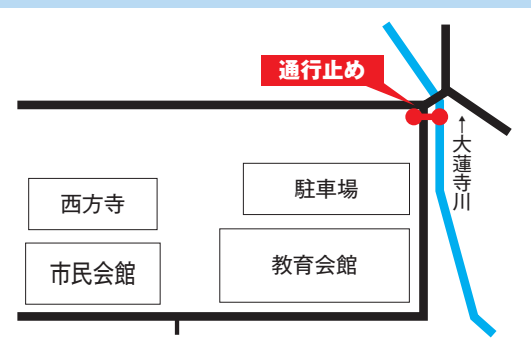 通行止め
↑大蓮寺川
駐車場
西方寺
教育会館
市民会館